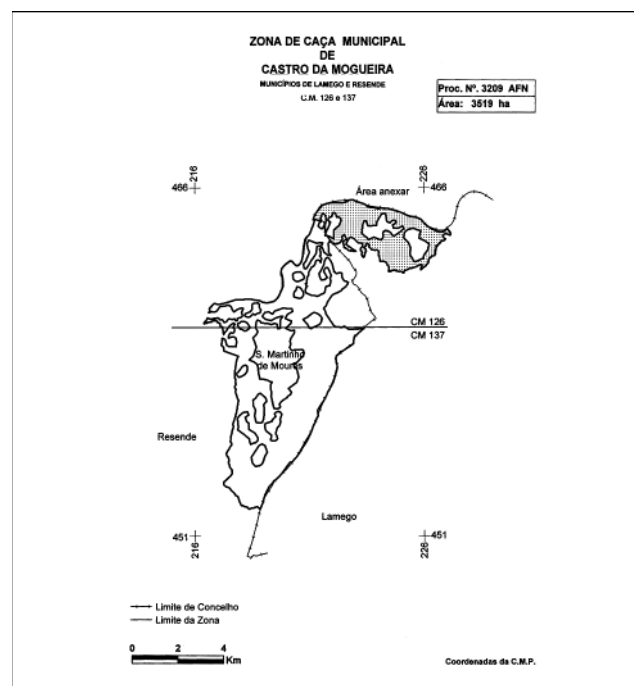 ZONA DE CAÇA MUNICIPAL
DE
CASTRO DA MOGUEIRA
MUNICÍPIOS DE LAMEGO E RESENDE
C.M. 126 e 137
Proc. Nº. 3209 AFN
Área: 3519 ha
216
226
466
466
Área anexar
CM 126
CM 137
S. Martinho
de Mouros
Resende
Lamego
451
451
216
226
Limite de Concelho
Limite da Zona
0 2 4
Km
Coordenadas da C.M.P.